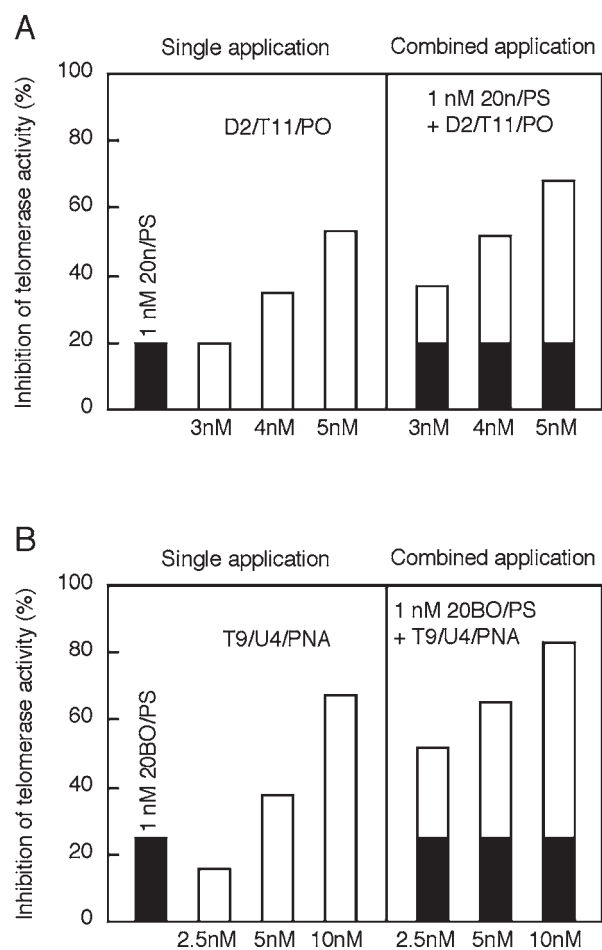 A
Single application
Combined application
Inhibition of telomerase activity (%)
100
80
60
40
20
0
1 nM 20n/PS
D2/T11/PO
1 nM 20n/PS
+ D2/T11/PO
3nM 4nM 5nM 3nM 4nM 5nM
B
Single application
Combined application
Inhibition of telomerase activity (%)
100
80
60
40
20
0
1 nM 20BO/PS
T9/U4/PNA
1 nM 20BO/PS
+ T9/U4/PNA
2.5nM 5nM 10nM 2.5nM 5nM 10nM